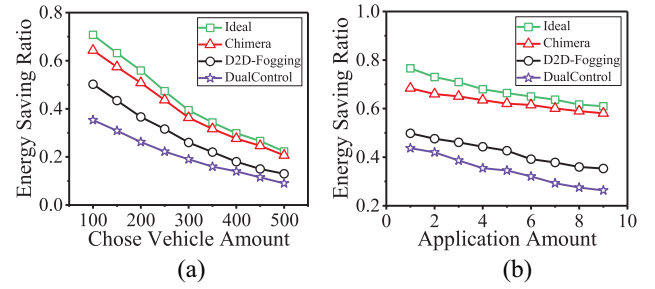 Energy Saving Ratio
0.8
0.6
0.4
0.2
0.0
Ideal
Chimera
D2D-Fogging
DualControl
100 200 300 400 500
Chose Vehicle Amount
(a)
Energy Saving Ratio
1.0
0.8
0.6
0.4
0.2
Ideal
Chimera
D2D-Fogging
DualControl
0 2 4 6 8 10
Application Amount
(b)